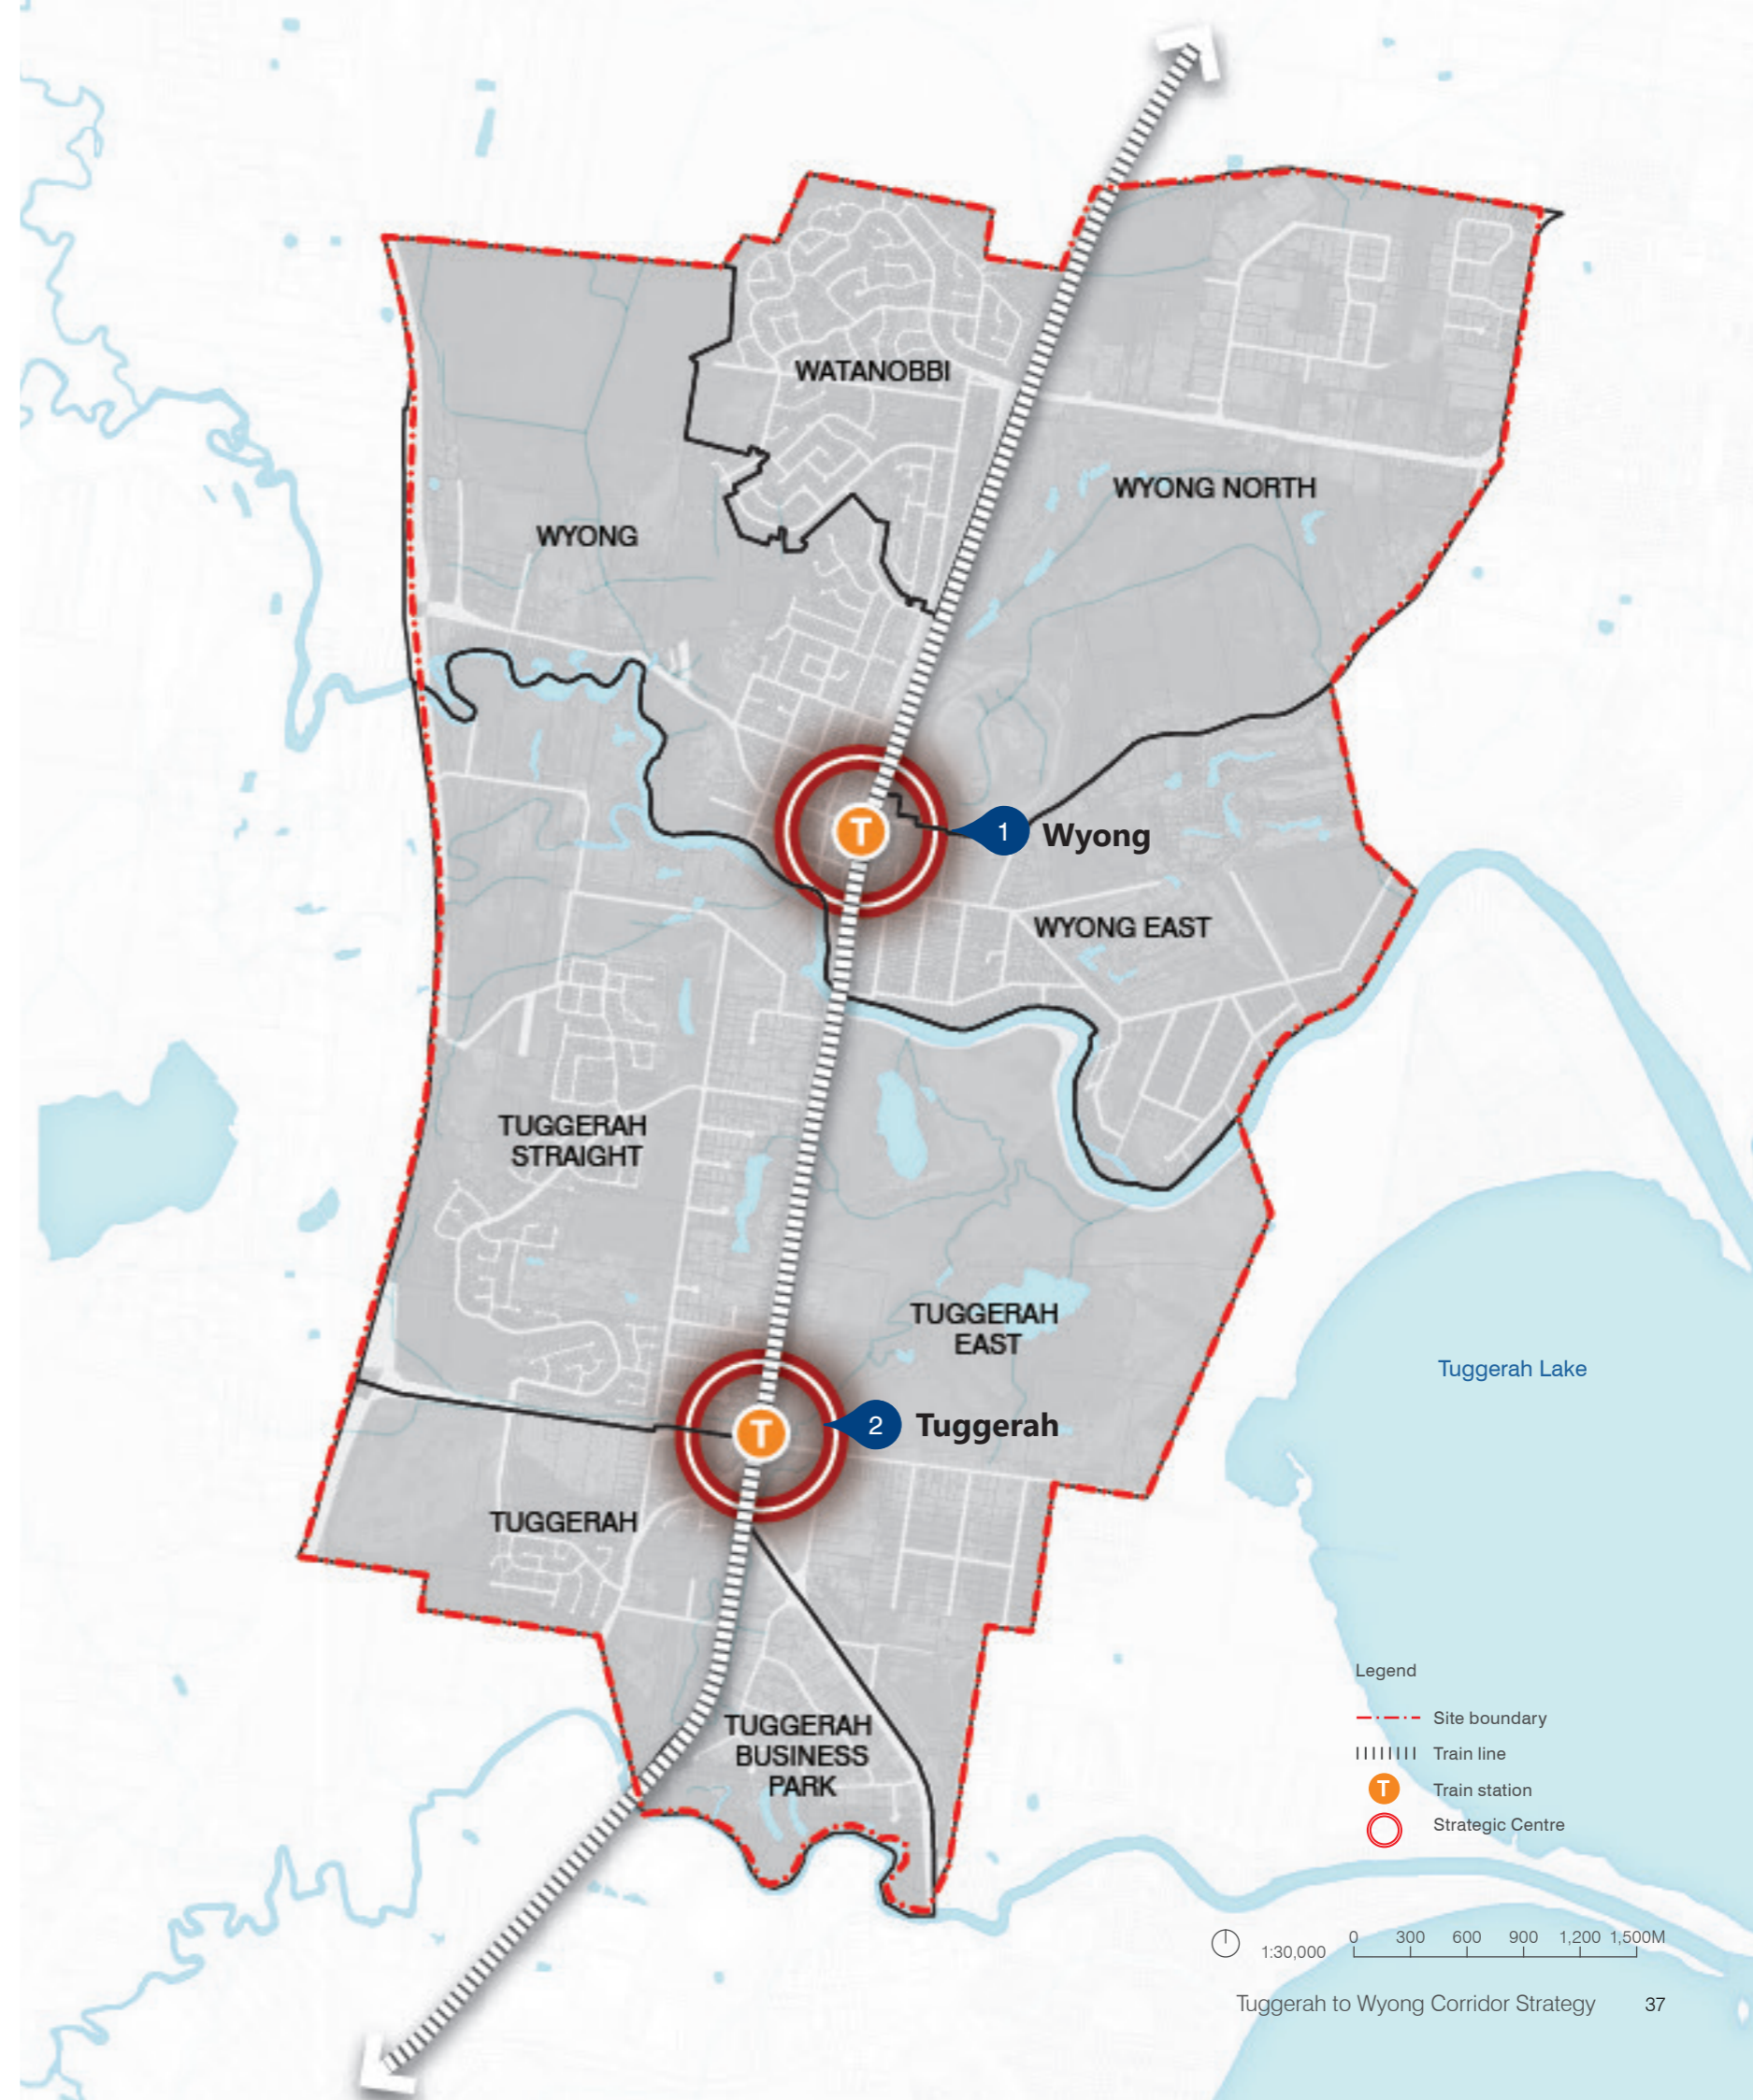 WATANOBBI
WYONG NORTH
WYONG
T
1
Wyong
WYONG EAST
TUGGERAH
STRAIGHT
TUGGERAH
EAST
Tuggerah Lake
T
2
Tuggerah
TUGGERAH
TUGGERAH
BUSINESS
PARK
Legend
Site boundary
Train line
T Train station
Strategic Centre
1:30,000 0 300 600 900 1,200 1,500M
Tuggerah to Wyong Corridor Strategy 37